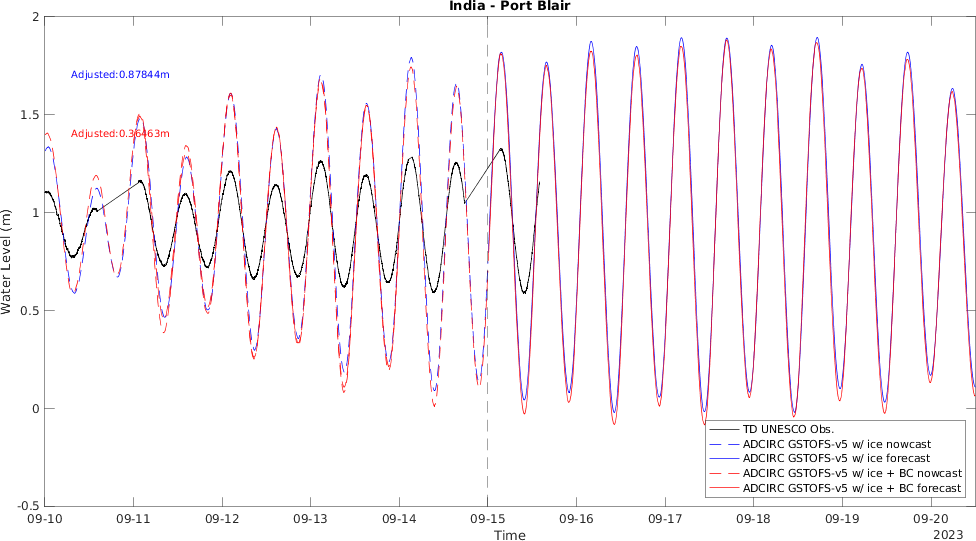 India - Port Blair
2
1.5
1
0.5
0
-0.5
Water Level (m)
Adjusted:0.87844m
Adjusted:0.36463m
TD UNESCO Obs.
ADCIRC GSTOFS-v5 w/ ice nowcast
ADCIRC GSTOFS-v5 w/ ice forecast
ADCIRC GSTOFS-v5 w/ ice + BC nowcast
ADCIRC GSTOFS-v5 w/ ice + BC forecast
09-10 09-11 09-12 09-13 09-14 09-15 09-16 09-17 09-18 09-19 09-20
Time
2023